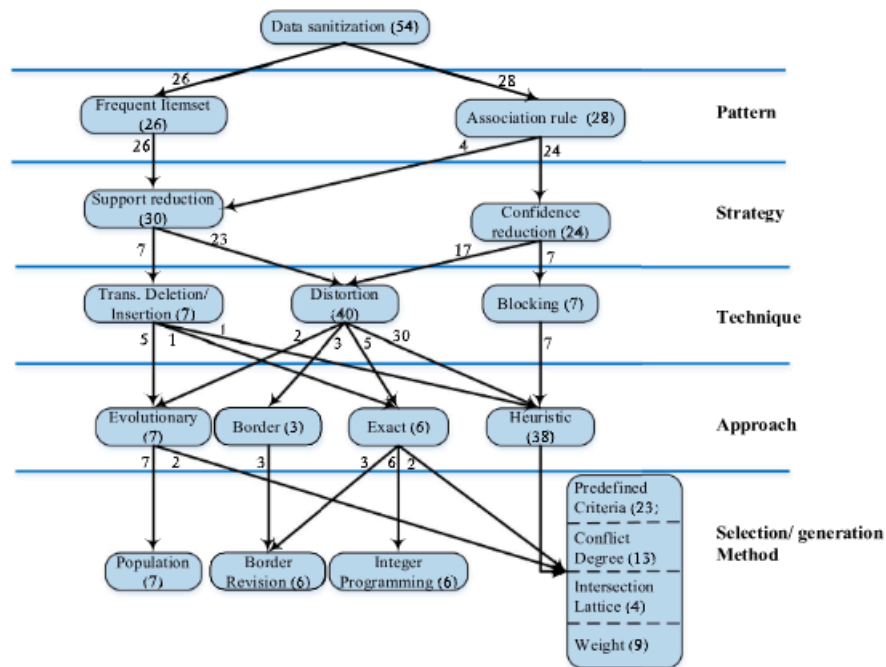 Data sanitization (54)
26
28
Frequent Itemset
(26)
Association rule (28)
Pattern
26
4
24
Support reduction
(30)
Confidence
reduction (24)
Strategy
7
23
17
7
Trans. Deletion/
Insertion (7)
Distortion
(40)
Blocking (7)
Technique
5
1
1
2
3
5
30
7
Evolutionary
(7)
Border (3)
Exact (6)
Heuristic
(38)
Approach
7
2
3
3
6
2
Predefined
Criteria (23)
Conflict
Degree (13)
Intersection
Lattice (4)
Weight (9)
Selection/ generation
Method
Population
(7)
Border
Revision (6)
Integer
Programming (6)